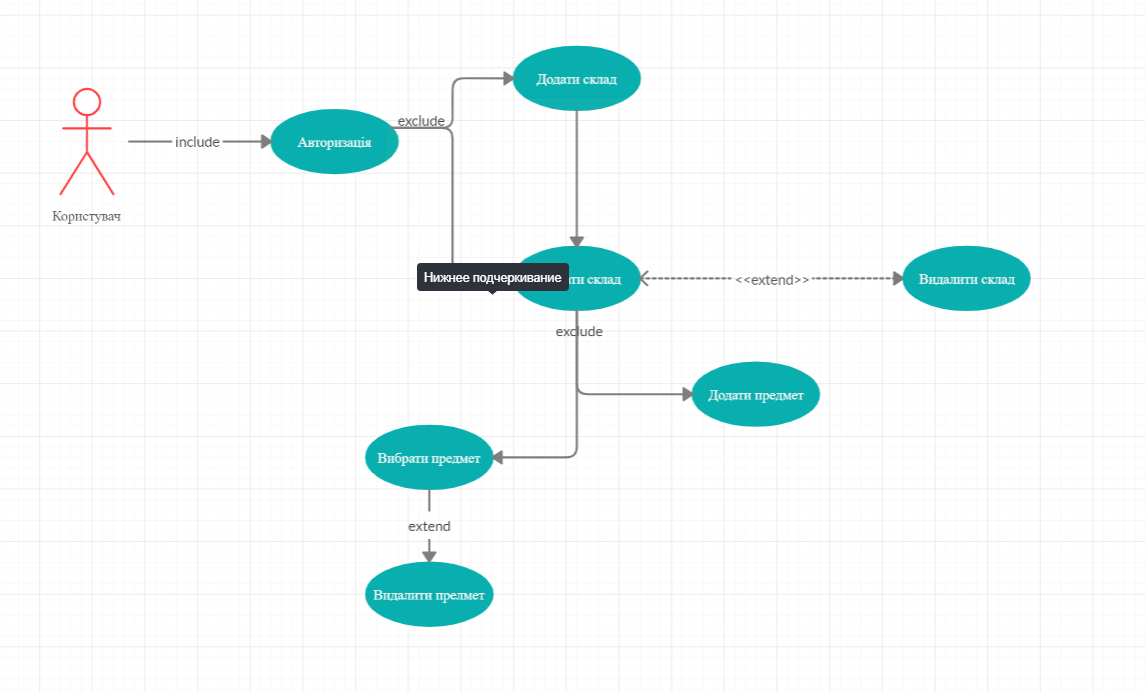 Додати склад
exclude
include
Авторизація
Користувач
Нижнее подчеркивание
ти склад
<<extend>>
Видалити склад
exclude
Додати предмет
Вибрати предмет
extend
Видалити прелмет